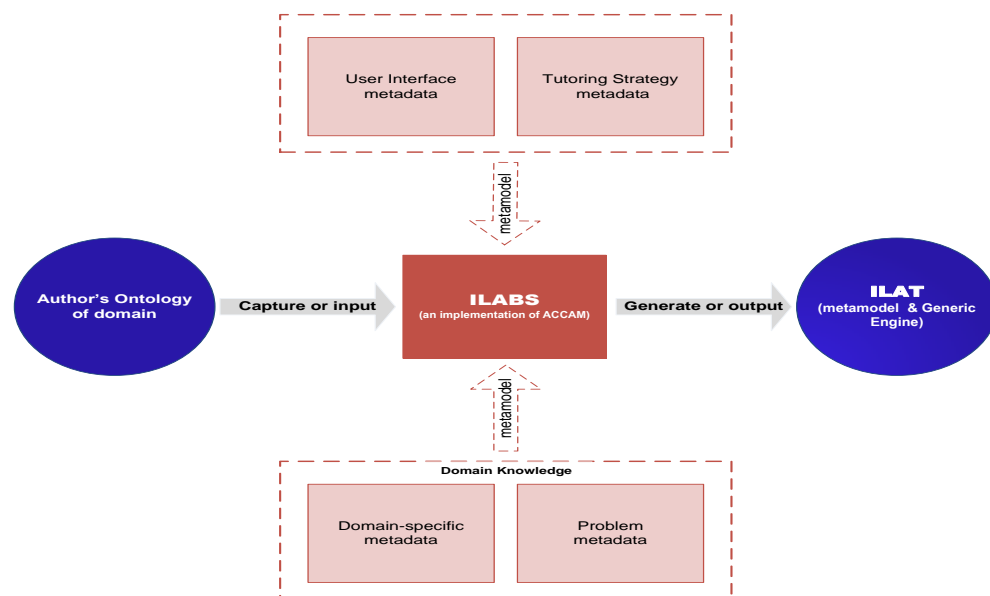 User Interface
metadata
Tutoring Strategy
metadata
metamodel
Author's Ontology
of domain
Capture or input
ILABS
(an implementation of ACCAM)
Generate or output
ILAT
(metamodel & Generic
Engine)
metamodel
Domain Knowledge
Domain-specific
metadata
Problem
metadata